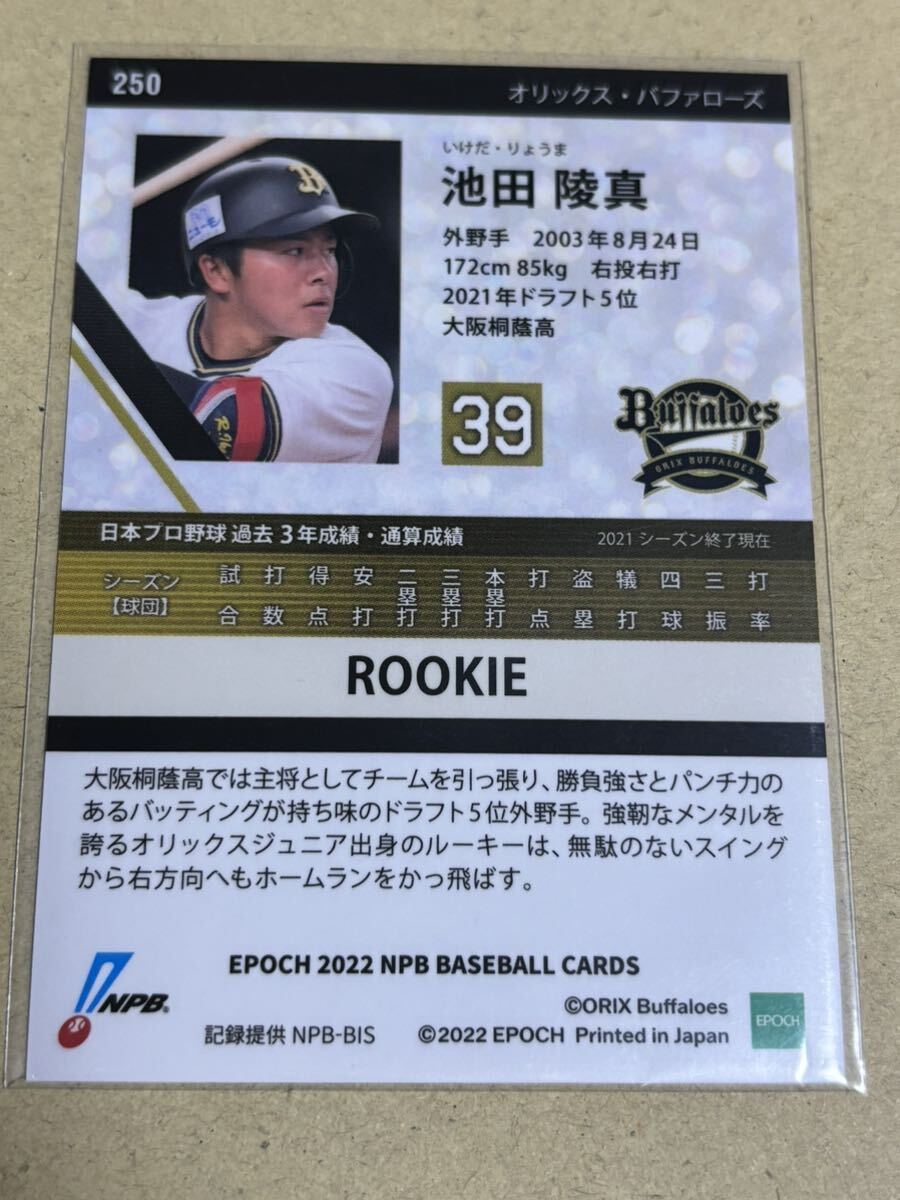 250
オリックス・バファローズ
いけだ・りょうま
池田 陵真
外野手 2003年8月24日
172cm 85kg 右投右打
2021年ドラフト5位
大阪桐蔭高
39
Buffaloes
ORIX BUFFALOES
日本プロ野球 過去3年成績・通算成績
2021 シーズン終了現在
シーズン【球団】 試合 打数 得点 安打 二塁打 三塁打 本塁打 打点 盗塁 犠打 四球 三振 打率
ROOKIE
大阪桐蔭高では主将としてチームを引っ張り、勝負強さとパンチ力の
あるバッティングが持ち味のドラフト5位外野手。強靭なメンタルを
誇るオリックスジュニア出身のルーキーは、無駄のないスイング
から右方向へもホームランをかっ飛ばす。
EPOCH 2022 NPB BASEBALL CARDS
NPB®
©ORIX Buffaloes
記録提供 NPB-BIS ©2022 EPOCH Printed in Japan
EPOCH